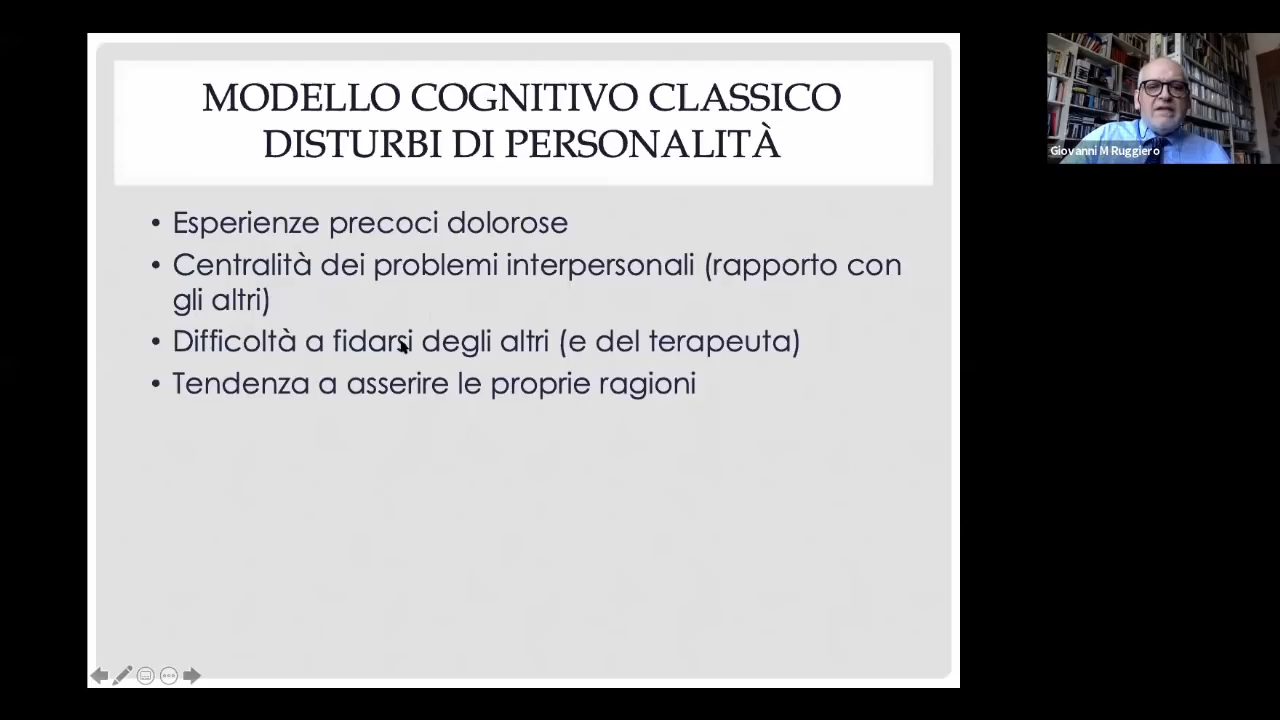 MODELLO COGNITIVO CLASSICO
DISTURBI DI PERSONALITÀ
• Esperienze precoci dolorose
• Centralità dei problemi interpersonali (rapporto con
gli altri)
• Difficoltà a fidarsi degli altri (e del terapeuta)
• Tendenza a asserire le proprie ragioni
Giovanni M Ruggiero